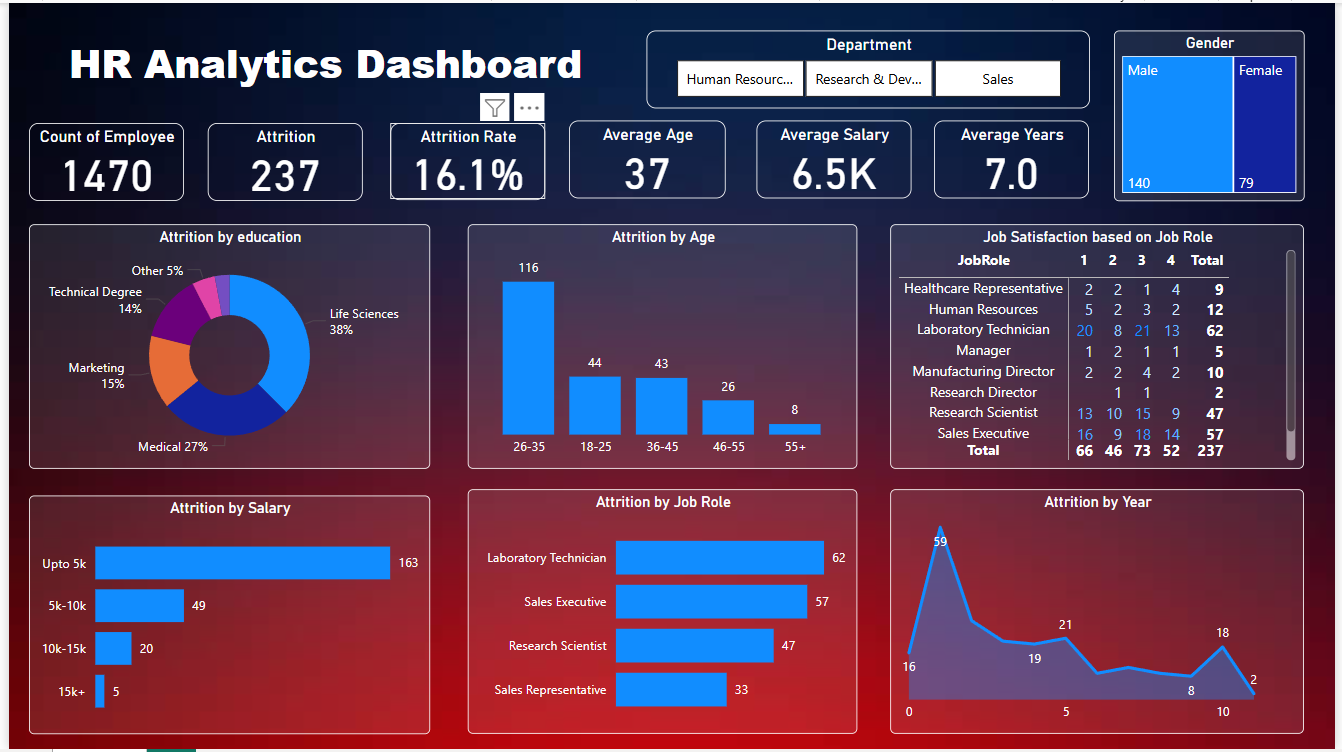 HR Analytics Dashboard
Department
Human Resourc...
Research & Dev...
Sales
Gender
Male
140
Female
79
Count of Employee
1470
Attrition
237
Attrition Rate
16.1%
Average Age
37
Average Salary
6.5K
Average Years
7.0
Attrition by education
Other 5%
Technical Degree
14%
Life Sciences
38%
Marketing
15%
Medical 27%
Attrition by Age
116
44
43
26
8
26-35 18-25 36-45 46-55 55+
Job Satisfaction based on Job Role
JobRole 1 2 3 4 Total
Healthcare Representative 2 2 1 4 9
Human Resources 5 2 3 2 12
Laboratory Technician 20 8 21 13 62
Manager 1 2 1 1 5
Manufacturing Director 2 2 4 2 10
Research Director 1 1 2
Research Scientist 13 10 15 9 47
Sales Executive 16 9 18 14 57
Total 66 46 73 52 237
Attrition by Salary
Upto 5k 163
5k-10k 49
10k-15k 20
15k+ 5
Attrition by Job Role
Laboratory Technician 62
Sales Executive 57
Research Scientist 47
Sales Representative 33
Attrition by Year
59
16
19
21
8
18
2
0 5 10